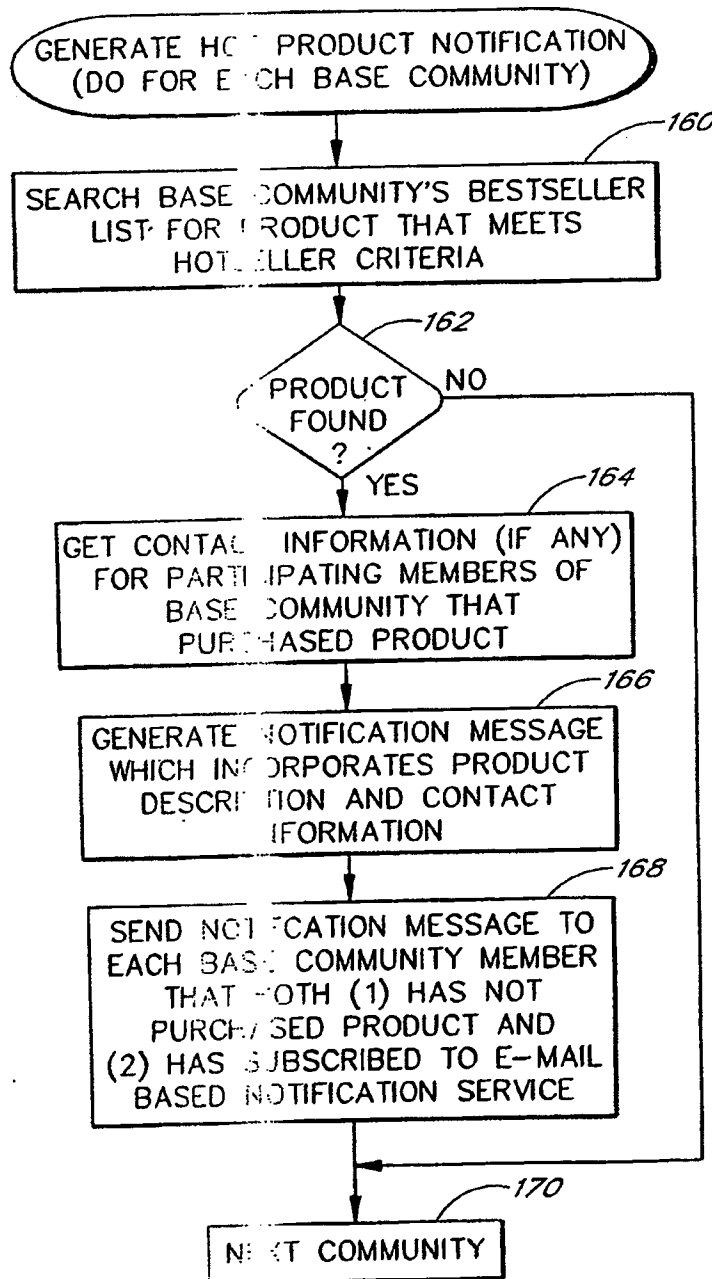 GENERATE HOT PRODUCT NOTIFICATION
(DO FOR EACH BASE COMMUNITY)
160
SEARCH BASE COMMUNITY'S BESTSELLER
LIST FOR PRODUCT THAT MEETS
HOTSELLER CRITERIA
162
PRODUCT
FOUND
?
NO
YES
164
GET CONTACT INFORMATION (IF ANY)
FOR PARTICIPATING MEMBERS OF
BASE COMMUNITY THAT
PURCHASED PRODUCT
166
GENERATE NOTIFICATION MESSAGE
WHICH INCORPORATES PRODUCT
DESCRIPTION AND CONTACT
INFORMATION
168
SEND NOTIFCATION MESSAGE TO
EACH BASE COMMUNITY MEMBER
THAT BOTH (1) HAS NOT
PURCHASED PRODUCT AND
(2) HAS SUBSCRIBED TO E-MAIL
BASED NOTIFICATION SERVICE
170
NEXT COMMUNITY